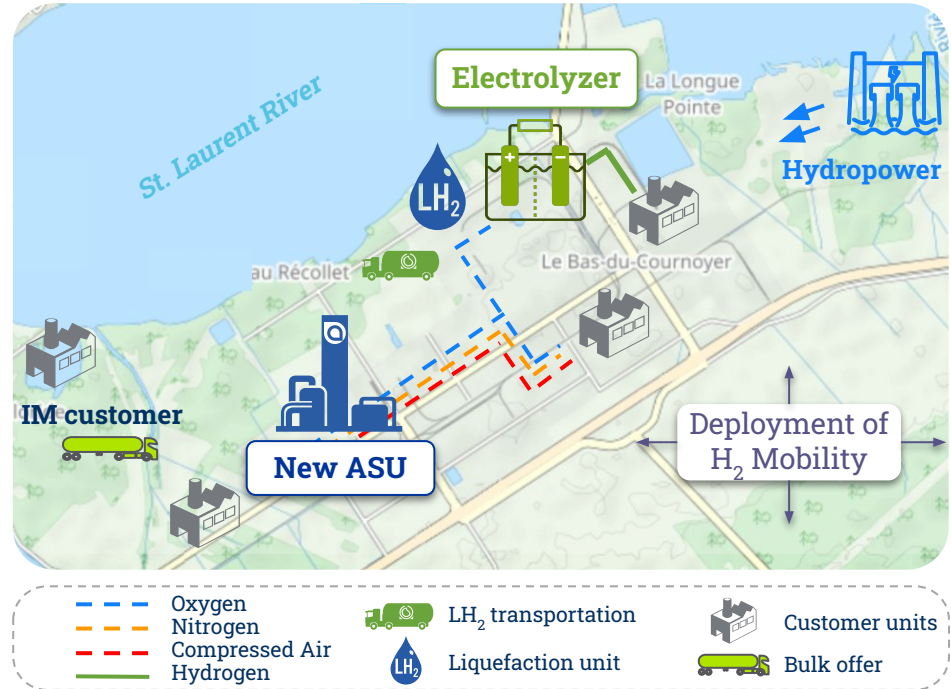 Electrolyzer
La Longue
Pointe
St. Laurent River
Hydropower
+ −
LH2
au Récollet
Le Bas-du-Cournoyer
IM customer
New ASU
Deployment of
H2 Mobility
Oxygen
Nitrogen
Compressed Air
Hydrogen
LH2 transportation
LH2
Liquefaction unit
Customer units
Bulk offer